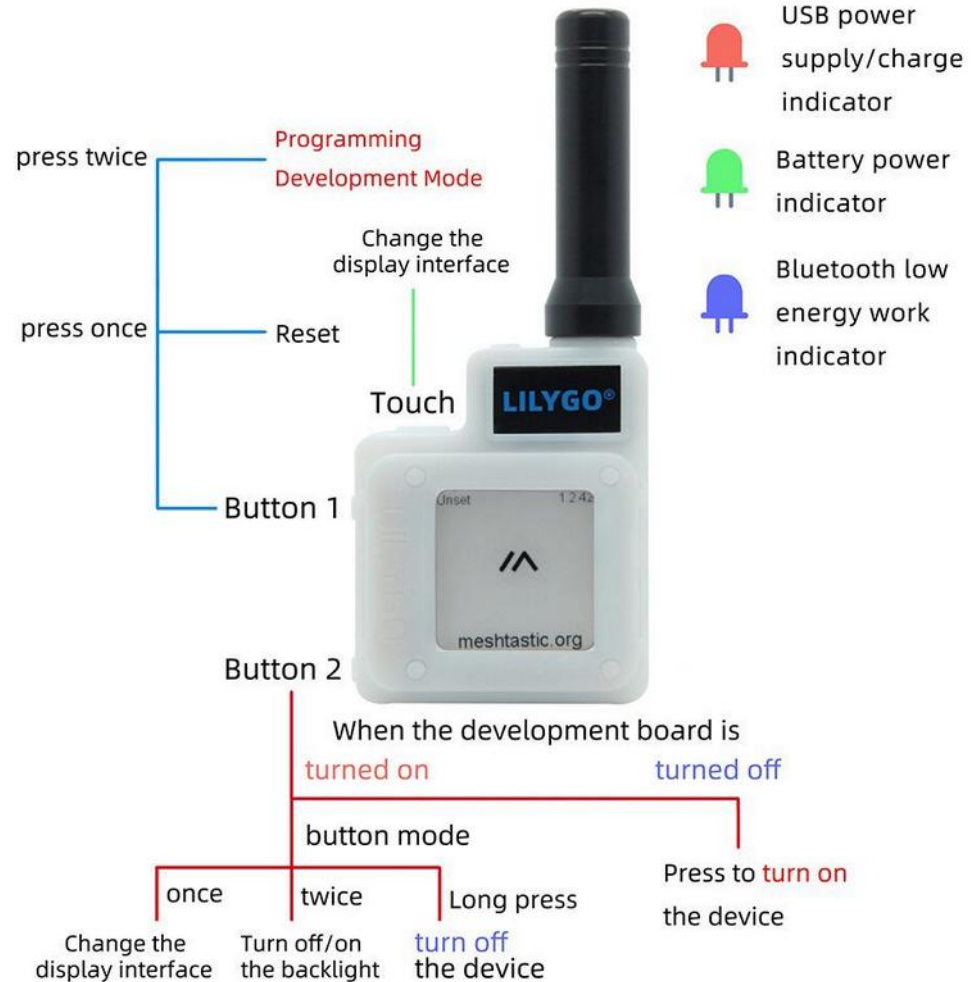 USB power
supply/charge
indicator
press twice
Programming
Development Mode
Battery power
indicator
Change the
display interface
Bluetooth low
energy work
indicator
press once
Reset
Touch
LILYGO®
Button 1
Unset
1.2.42
meshtastic.org
Button 2
When the development board is
turned on
turned off
button mode
once
twice
Long press
Press to turn on
the device
Change the
display interface
Turn off/on
the backlight
turn off
the device